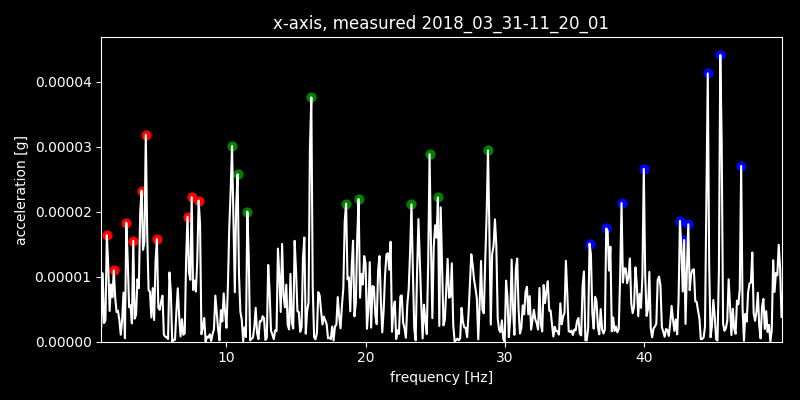 x-axis, measured 2018_03_31-11_20_01
acceleration [g]
0.00004
0.00003
0.00002
0.00001
0.00000
10 20 30 40
frequency [Hz]